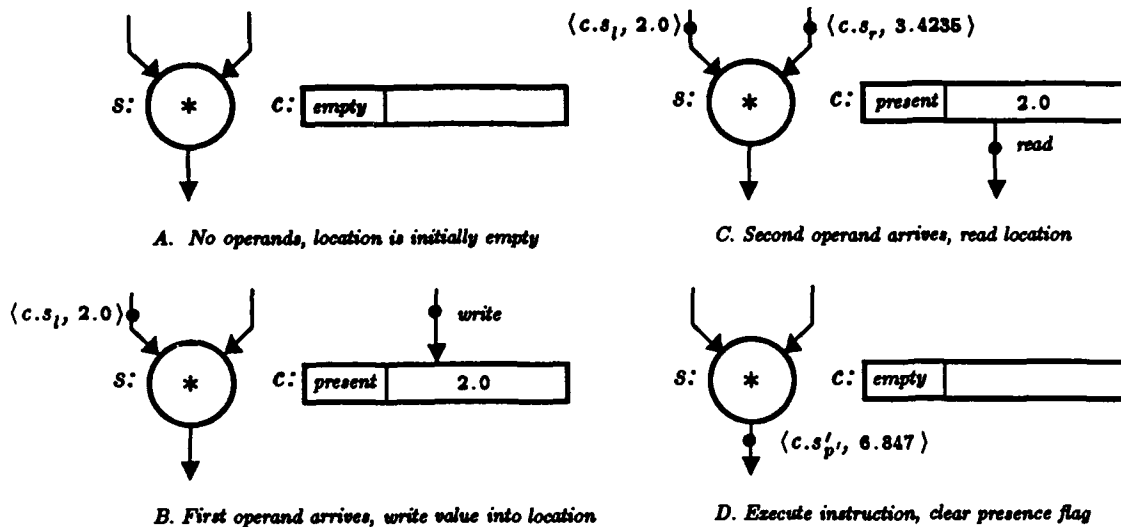 s: * c: empty
A. No operands, location is initially empty
⟨c.s_l, 2.0⟩
write
s: * c: present 2.0
B. First operand arrives, write value into location
⟨c.s_l, 2.0⟩ ⟨c.s_r, 3.4235⟩
s: * c: present 2.0
read
C. Second operand arrives, read location
s: * c: empty
⟨c.s'_p', 6.847⟩
D. Execute instruction, clear presence flag